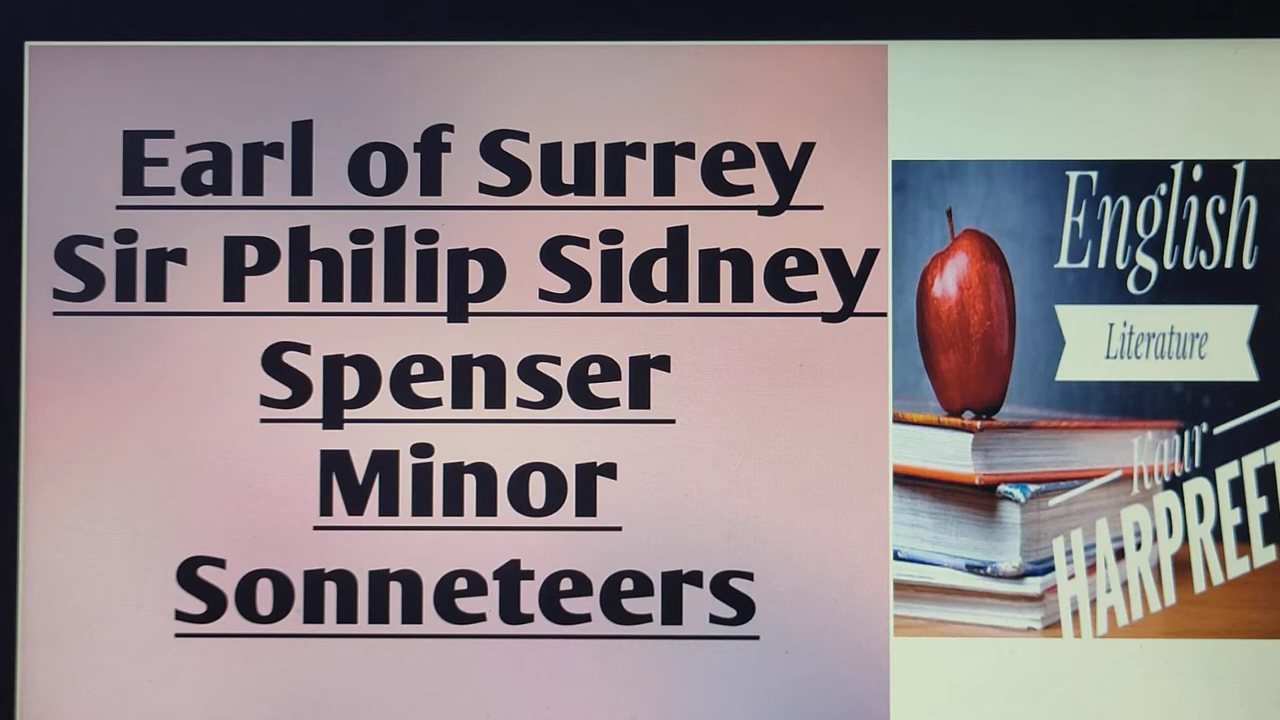 Earl of Surrey
Sir Philip Sidney
Spenser
Minor
Sonneteers
English
Literature
Kaur
HARPREET